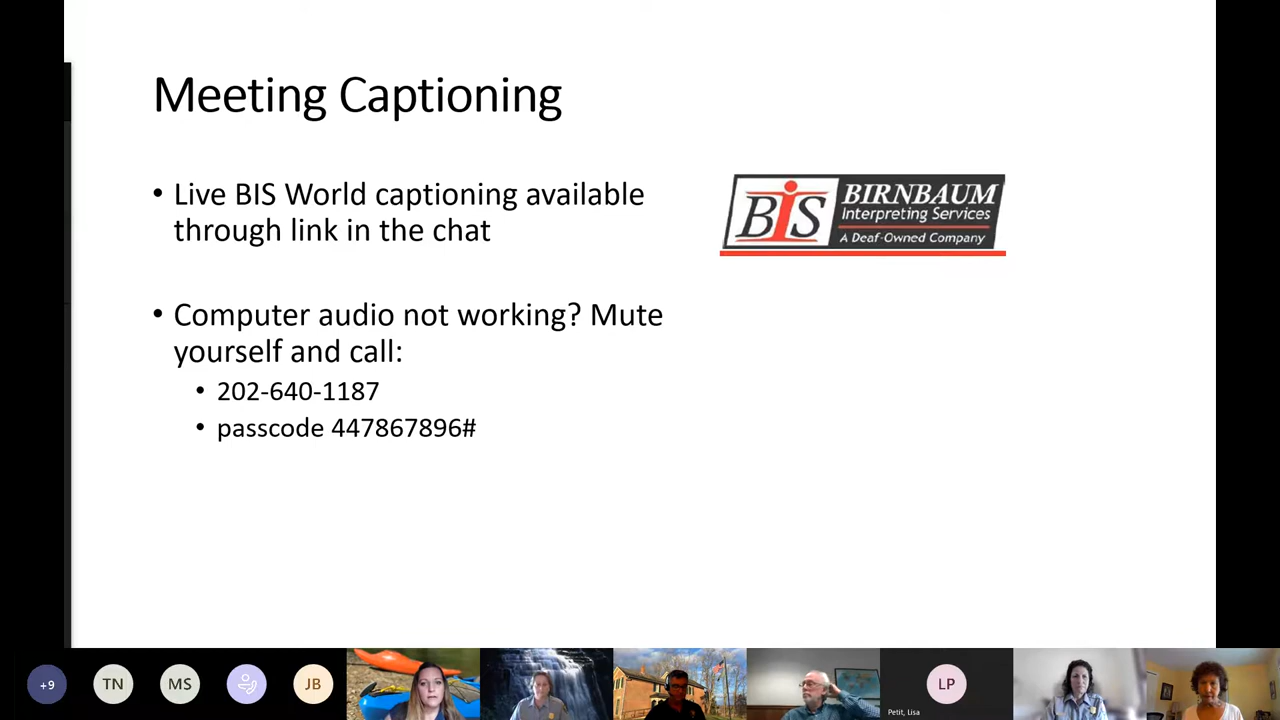 Meeting Captioning
• Live BIS World captioning available
through link in the chat
• Computer audio not working? Mute
yourself and call:
• 202-640-1187
• passcode 447867896#
BIS
BIRNBAUM
Interpreting Services
A Deaf-Owned Company
+9
TN
MS
JB
LP
Petit, Lisa